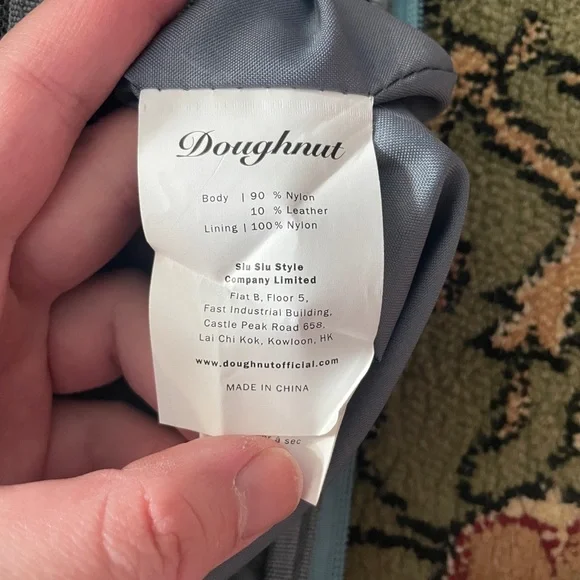 Doughnut
Body | 90 % Nylon
10 % Leather
Lining | 100% Nylon
Siu Siu Style
Company Limited
Flat B, Floor 5,
Fast Industrial Building,
Castle Peak Road 658.
Lai Chi Kok, Kowloon, HK
www.doughnutofficial.com
MADE IN CHINA
sec